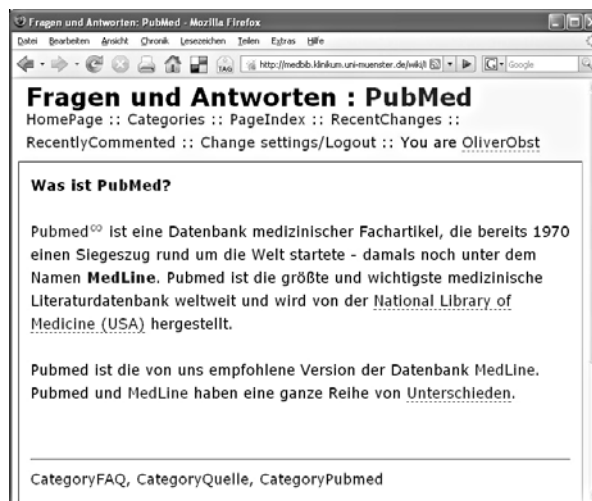 Fragen und Antworten: PubMed - Mozilla Firefox
Datei Bearbeiten Ansicht Chronik Lesezeichen Teilen Extras Hilfe
FAQ http://medbib.klinikum.uni-muenster.de/wiki/ Google
Fragen und Antworten : PubMed
HomePage :: Categories :: PageIndex :: RecentChanges ::
RecentlyCommented :: Change settings/Logout :: You are OliverObst
Was ist PubMed?
Pubmed∞ ist eine Datenbank medizinischer Fachartikel, die bereits 1970
einen Siegeszug rund um die Welt startete - damals noch unter dem
Namen MedLine. Pubmed ist die größte und wichtigste medizinische
Literaturdatenbank weltweit und wird von der National Library of
Medicine (USA) hergestellt.
Pubmed ist die von uns empfohlene Version der Datenbank MedLine.
Pubmed und MedLine haben eine ganze Reihe von Unterschieden.
CategoryFAQ, CategoryQuelle, CategoryPubmed